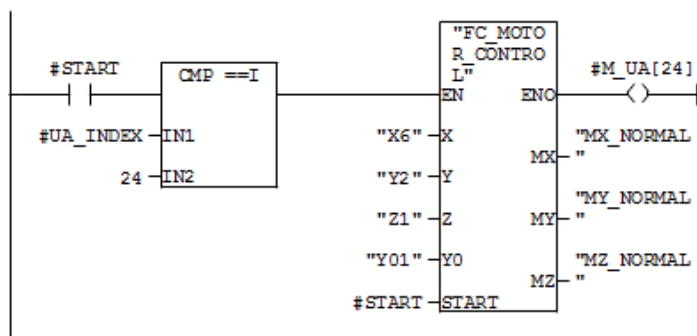 "FC_MOTO
R_CONTRO
L"
#START
CMP ==I
#M_UA[24]
EN ENO
#UA_INDEX IN1
"X6" X
"MX_NORMAL
MX "
24 IN2
"Y2" Y
"MY_NORMAL
"Z1" Z
MY "
"Y01" Y0
"MZ_NORMAL
MZ "
#START START